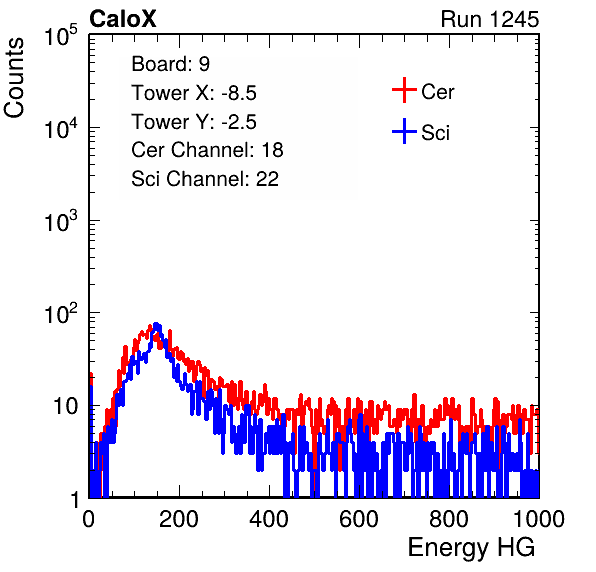 CaloX Run 1245
Counts
Board: 9
Tower X: -8.5
Tower Y: -2.5
Cer Channel: 18
Sci Channel: 22
Cer
Sci
10^5
10^4
10^3
10^2
10
1
0 200 400 600 800 1000
Energy HG